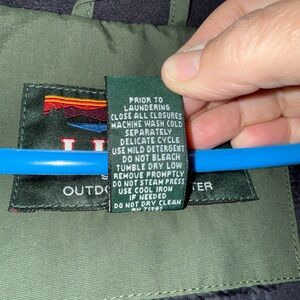 PRIOR TO
LAUNDERING
CLOSE ALL CLOSURES
MACHINE WASH COLD
SEPARATELY
DELICATE CYCLE
USE MILD DETERGENT
DO NOT BLEACH
TUMBLE DRY LOW
REMOVE PROMPTLY
DO NOT STEAM PRESS
USE COOL IRON
IF NEEDED
DO NOT DRY CLEAN